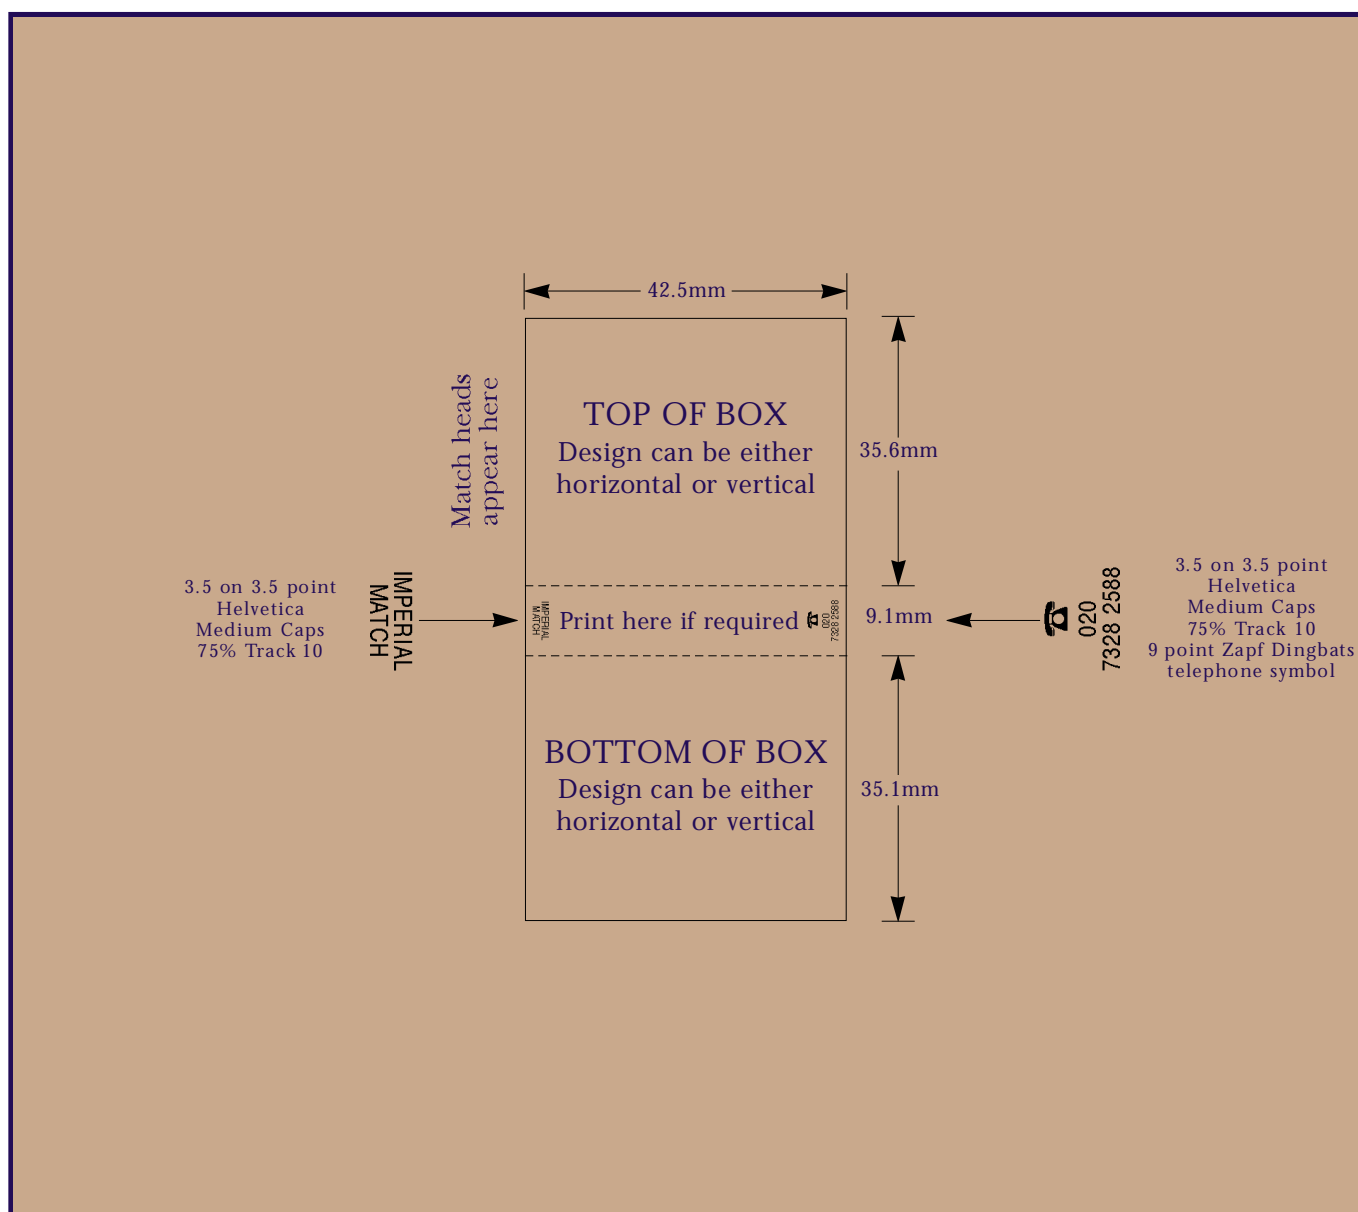 42.5mm
Match heads
appear here
TOP OF BOX
Design can be either
horizontal or vertical
35.6mm
3.5 on 3.5 point
Helvetica
Medium Caps
75% Track 10
IMPERIAL
MATCH
IMPERIAL
MATCH
Print here if required
020
7328 2588
9.1mm
020
7328 2588
3.5 on 3.5 point
Helvetica
Medium Caps
75% Track 10
9 point Zapf Dingbats
telephone symbol
BOTTOM OF BOX
Design can be either
horizontal or vertical
35.1mm